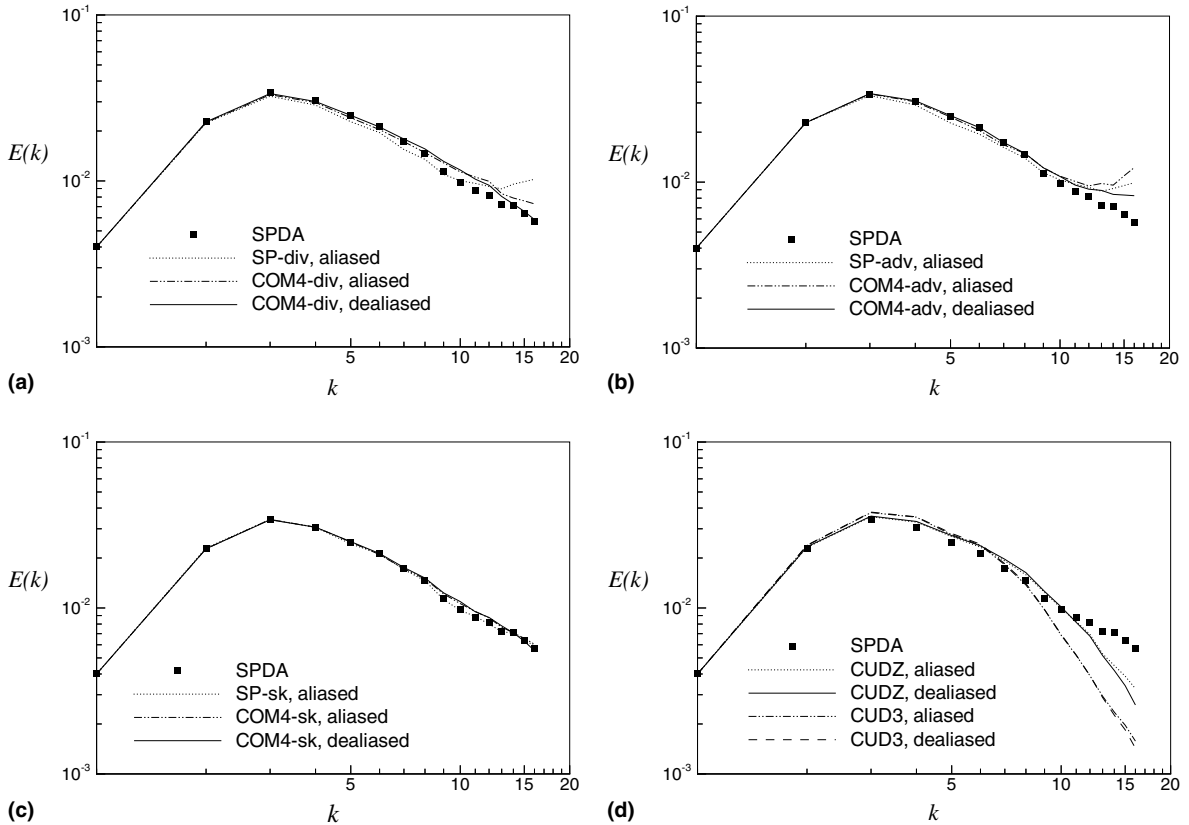 10⁻¹
E(k)
10⁻²
SPDA
SP-div, aliased
COM4-div, aliased
COM4-div, dealiased
10⁻³
5 10 15 20
(a)
k
10⁻¹
E(k)
10⁻²
SPDA
SP-adv, aliased
COM4-adv, aliased
COM4-adv, dealiased
10⁻³
5 10 15 20
(b)
k
10⁻¹
E(k)
10⁻²
SPDA
SP-sk, aliased
COM4-sk, aliased
COM4-sk, dealiased
10⁻³
5 10 15 20
(c)
k
10⁻¹
E(k)
10⁻²
SPDA
CUDZ, aliased
CUDZ, dealiased
CUD3, aliased
CUD3, dealiased
10⁻³
5 10 15 20
(d)
k